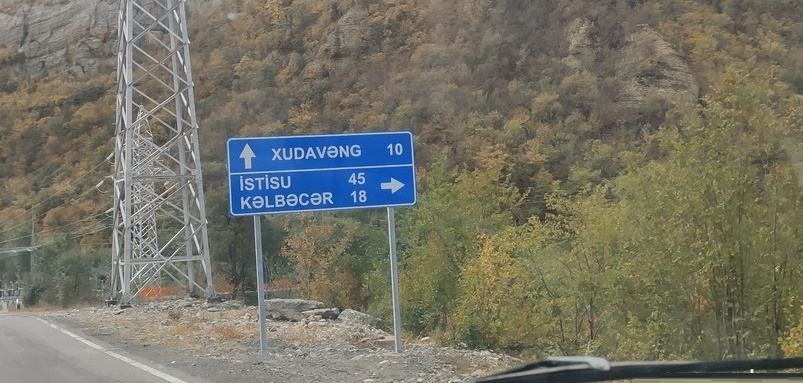 XUDAVƏNG 10
İSTİSU 45
KƏLBƏCƏR 18